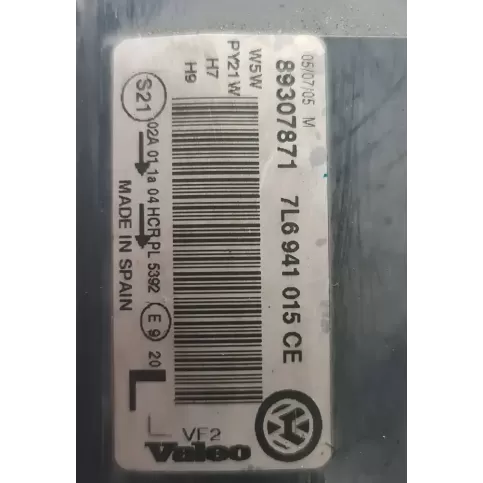 05/07/05 M
89307871 7L6 941 015 CE
W5W
PY21W
H7
H9
S21 02A 01 1a 04 HCR PL 5392 E9 20
MADE IN SPAIN
L
VF2
Valeo